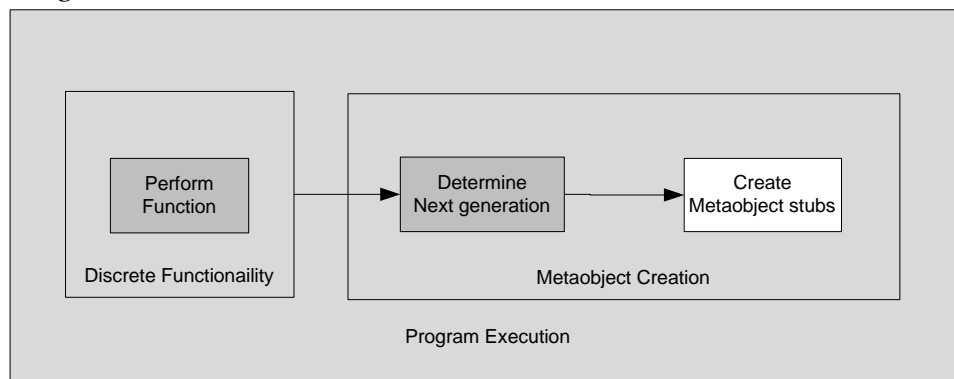 Perform
Function
Determine
Next generation
Create
Metaobject stubs
Discrete Functionaility
Metaobject Creation
Program Execution